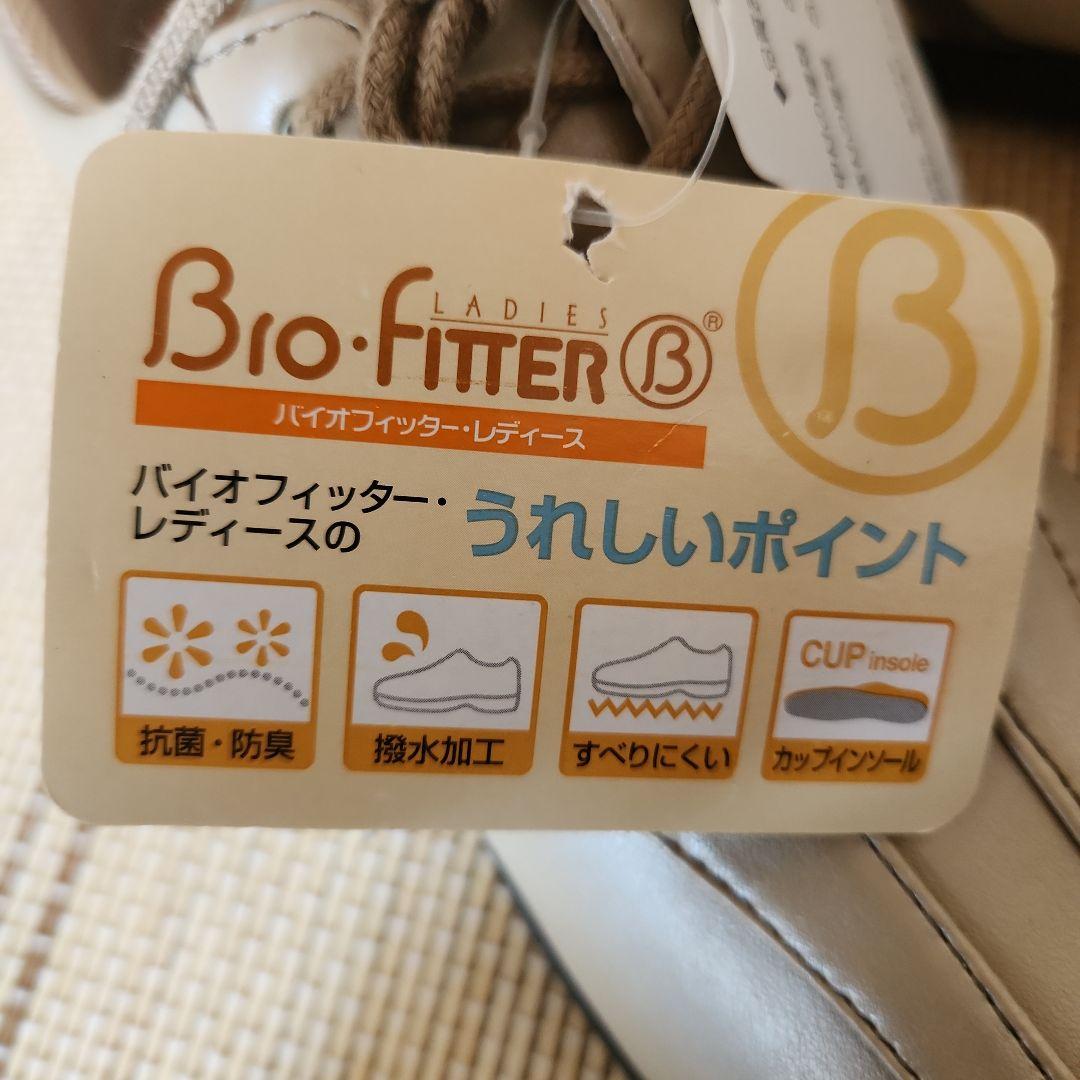 LADIES
Bio・FITTER B ®
B
バイオフィッター・レディース
バイオフィッター・
レディースの
うれしいポイント
抗菌・防臭
撥水加工
すべりにくい
CUP insole
カップインソール